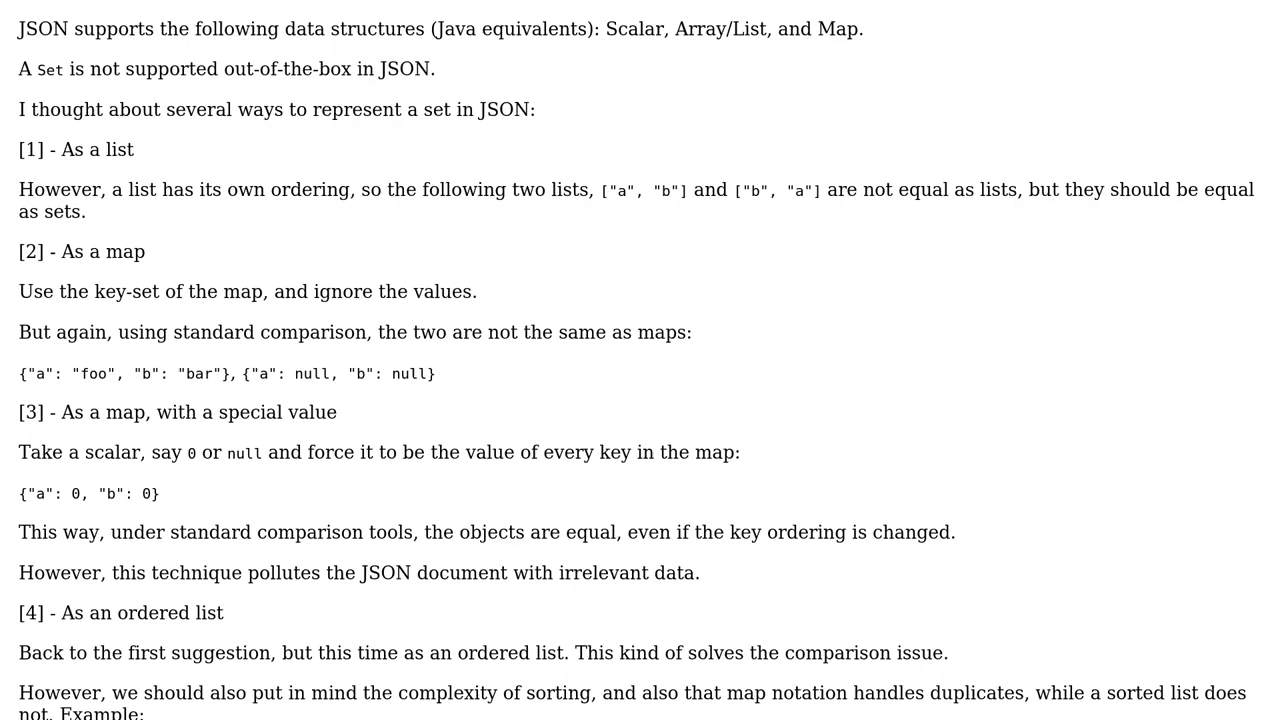 JSON supports the following data structures (Java equivalents): Scalar, Array/List, and Map.
A Set is not supported out-of-the-box in JSON.
I thought about several ways to represent a set in JSON:
[1] - As a list
However, a list has its own ordering, so the following two lists, ["a", "b"] and ["b", "a"] are not equal as lists, but they should be equal
as sets.
[2] - As a map
Use the key-set of the map, and ignore the values.
But again, using standard comparison, the two are not the same as maps:
{"a": "foo", "b": "bar"}, {"a": null, "b": null}
[3] - As a map, with a special value
Take a scalar, say 0 or null and force it to be the value of every key in the map:
{"a": 0, "b": 0}
This way, under standard comparison tools, the objects are equal, even if the key ordering is changed.
However, this technique pollutes the JSON document with irrelevant data.
[4] - As an ordered list
Back to the first suggestion, but this time as an ordered list. This kind of solves the comparison issue.
However, we should also put in mind the complexity of sorting, and also that map notation handles duplicates, while a sorted list does
not. Example: